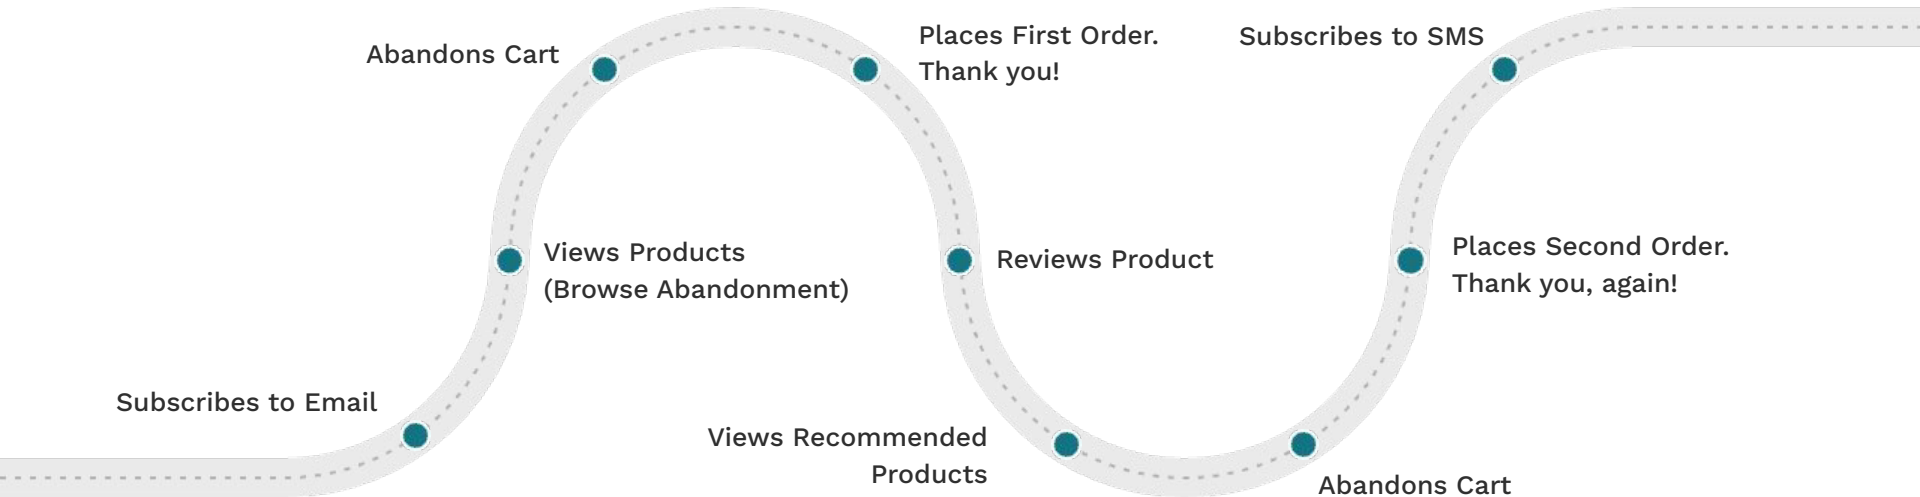 Subscribes to Email
Views Products
(Browse Abandonment)
Abandons Cart
Places First Order.
Thank you!
Reviews Product
Views Recommended
Products
Abandons Cart
Places Second Order.
Thank you, again!
Subscribes to SMS